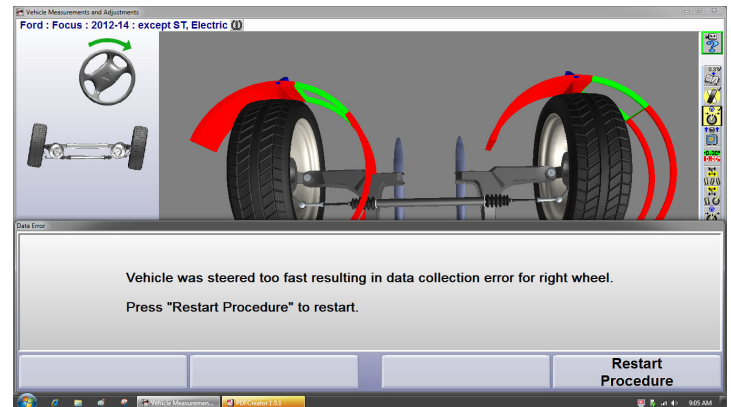 Vehicle Measurements and Adjustments
Ford : Focus : 2012-14 : except ST, Electric
Data Error
Vehicle was steered too fast resulting in data collection error for right wheel.
Press "Restart Procedure" to restart.
Restart
Procedure
Vehicle Measuremen...
PDFCreator 1.5.1
9:05 AM